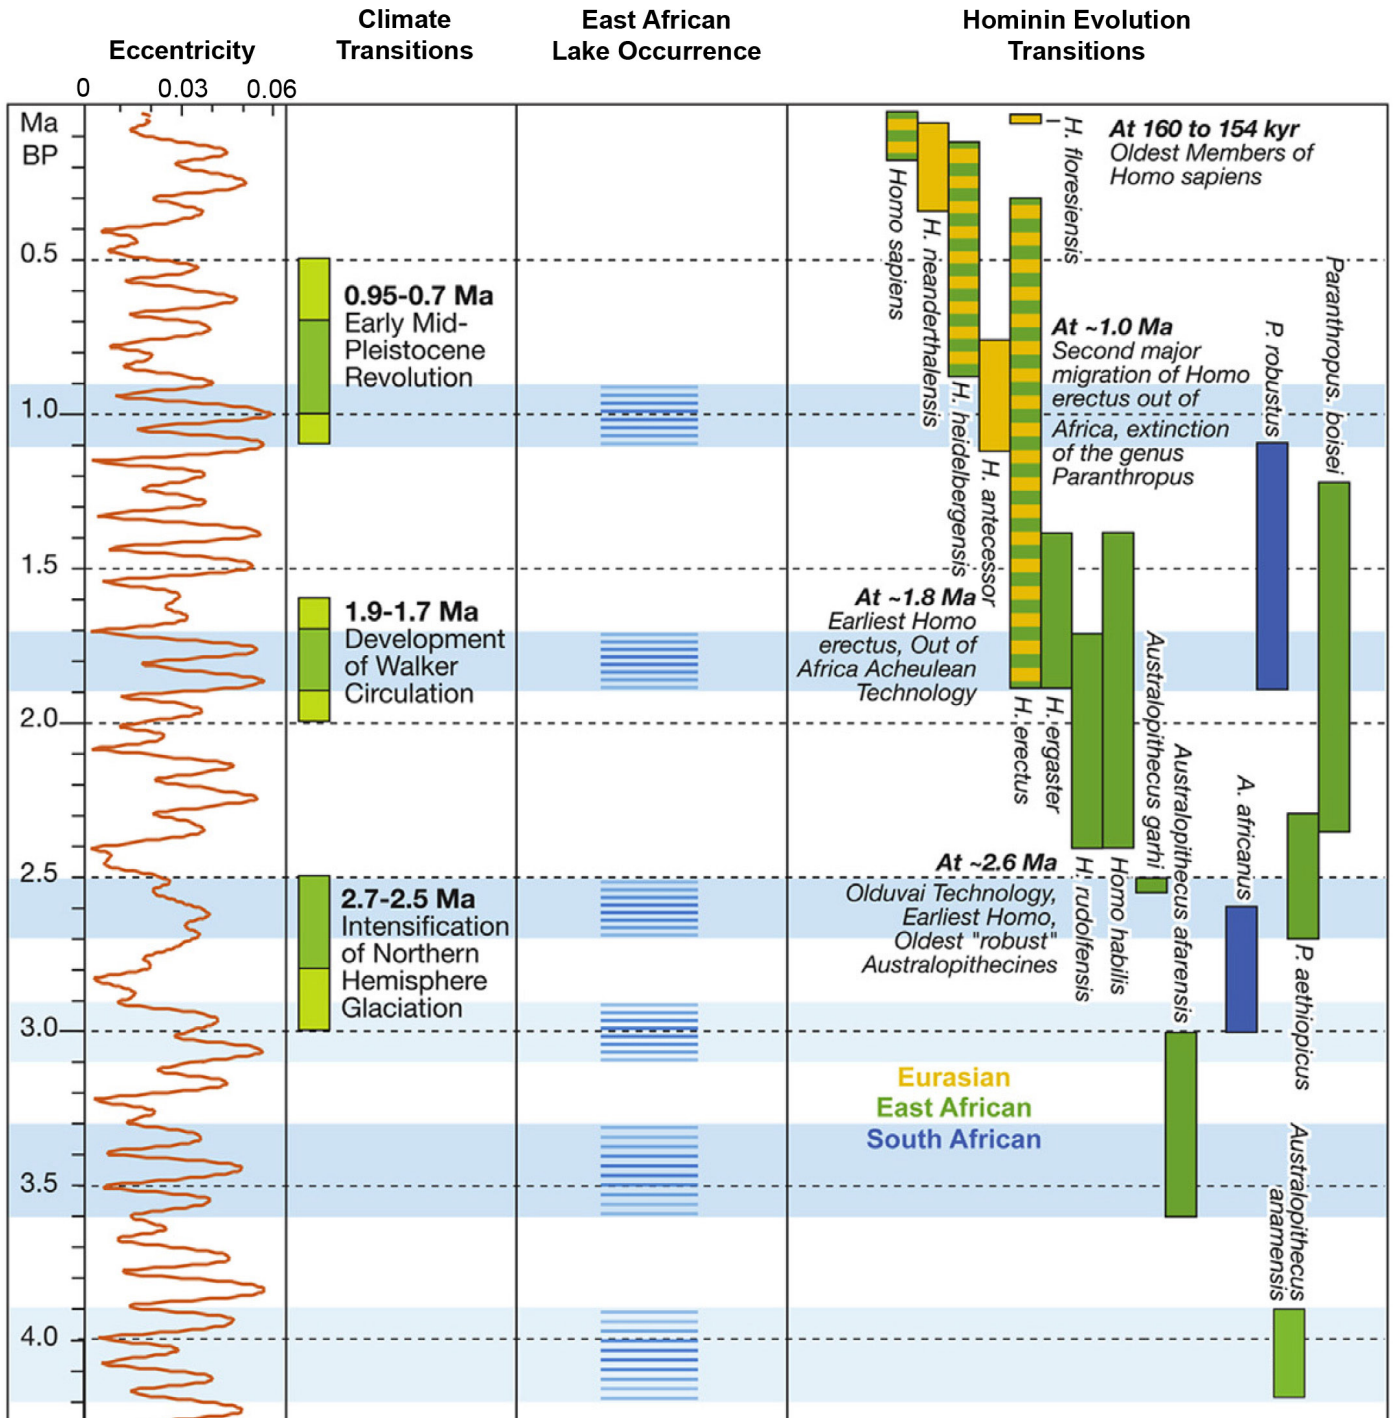 Eccentricity
Climate
Transitions
East African
Lake Occurrence
Hominin Evolution
Transitions
0
0.03
0.06
Ma
BP
0.5
1.0
1.5
2.0
2.5
3.0
3.5
4.0
0.95-0.7 Ma
Early Mid-
Pleistocene
Revolution
1.9-1.7 Ma
Development
of Walker
Circulation
2.7-2.5 Ma
Intensification
of Northern
Hemisphere
Glaciation
Homo sapiens
H. neanderthalensis
H. heidelbergensis
H. antecessor
H. erectus
H. ergaster
H. floresiensis
At 160 to 154 kyr
Oldest Members of
Homo sapiens
At ~1.0 Ma
Second major
migration of Homo
erectus out of
Africa, extinction
of the genus
Paranthropus
P. robustus
Paranthropus. boisei
At ~1.8 Ma
Earliest Homo
erectus, Out of
Africa Acheulean
Technology
At ~2.6 Ma
Olduvai Technology,
Earliest Homo,
Oldest "robust"
Australopithecines
H. rudolfensis
Homo habilis
Australopithecus garhi
Australopithecus afarensis
A. africanus
P. aethiopicus
Australopithecus
anamensis
Eurasian
East African
South African